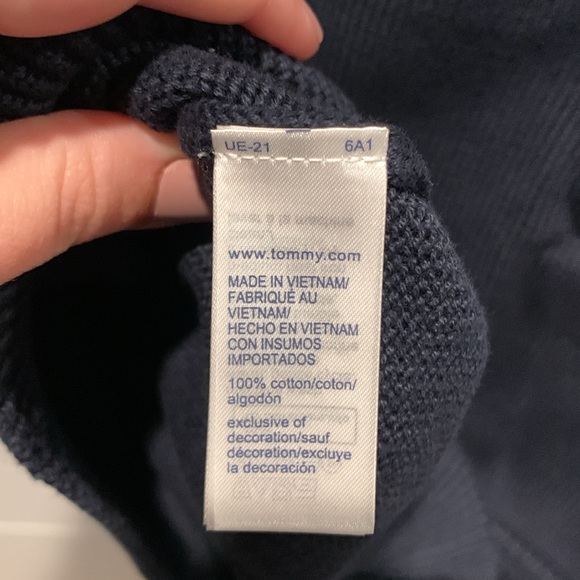 UE-21 6A1
www.tommy.com
MADE IN VIETNAM/
FABRIQUÉ AU
VIETNAM/
HECHO EN VIETNAM
CON INSUMOS
IMPORTADOS
100% cotton/coton/
algodón
exclusive of
decoration/sauf
décoration/excluye
la decoración